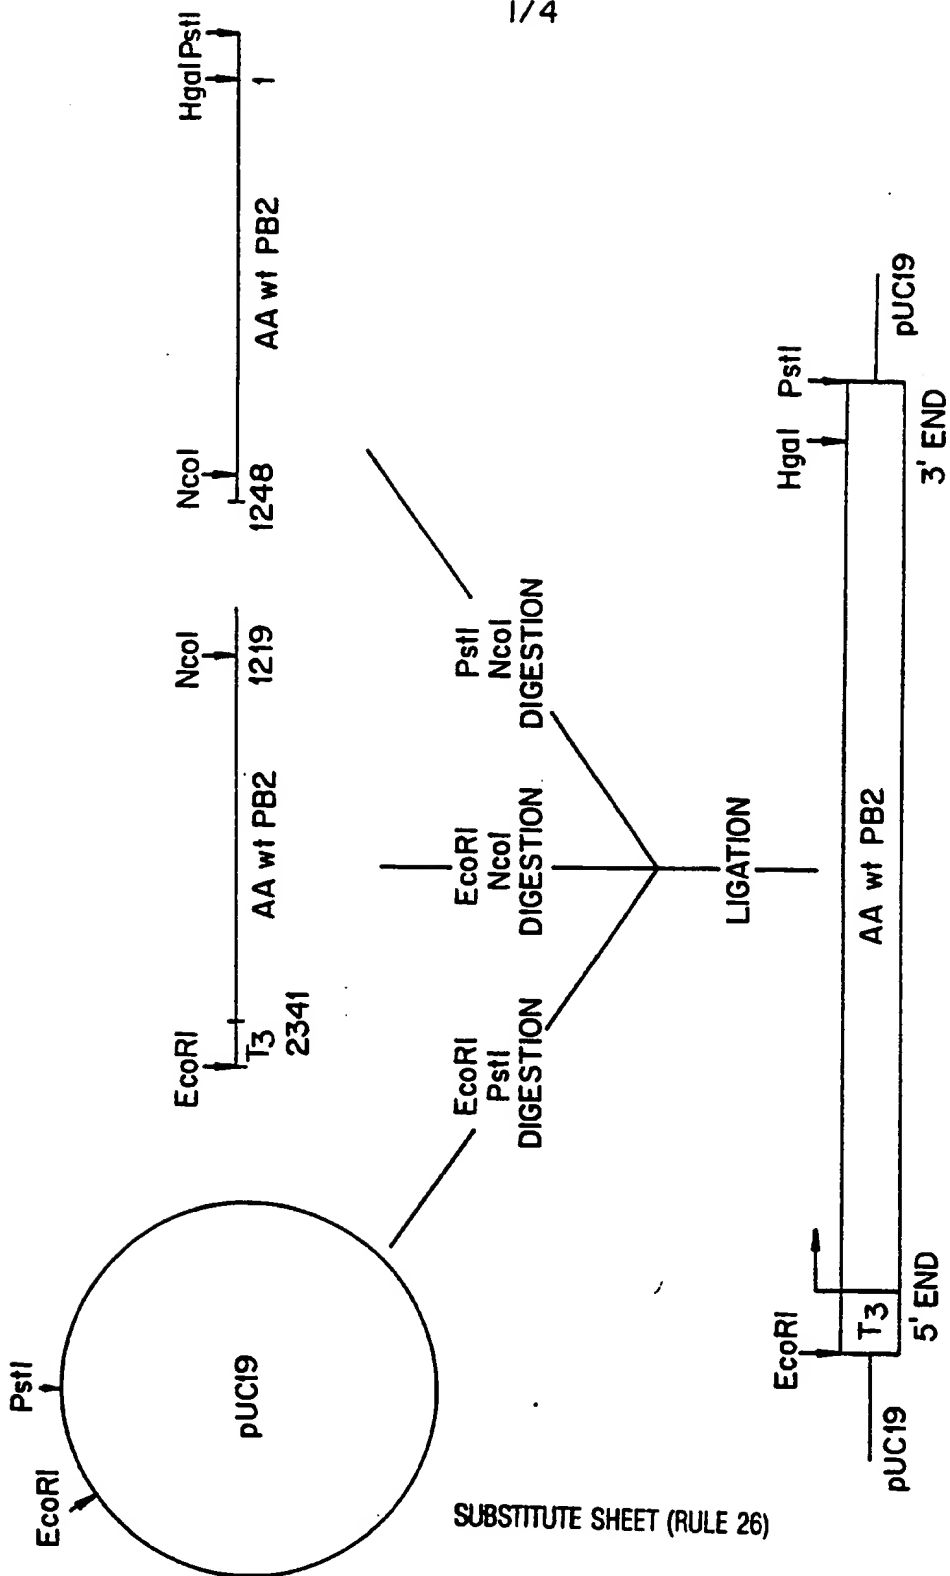 1/4
PstI
EcoRI
pUC19
EcoRI
T3
2341
AA wt PB2
NcoI
1219
NcoI
1248
AA wt PB2
HgaI PstI
1
EcoRI
PstI
DIGESTION
EcoRI
NcoI
DIGESTION
PstI
NcoI
DIGESTION
LIGATION
pUC19
EcoRI
T3
5' END
AA wt PB2
HgaI PstI
3' END
pUC19
SUBSTITUTE SHEET (RULE 26)